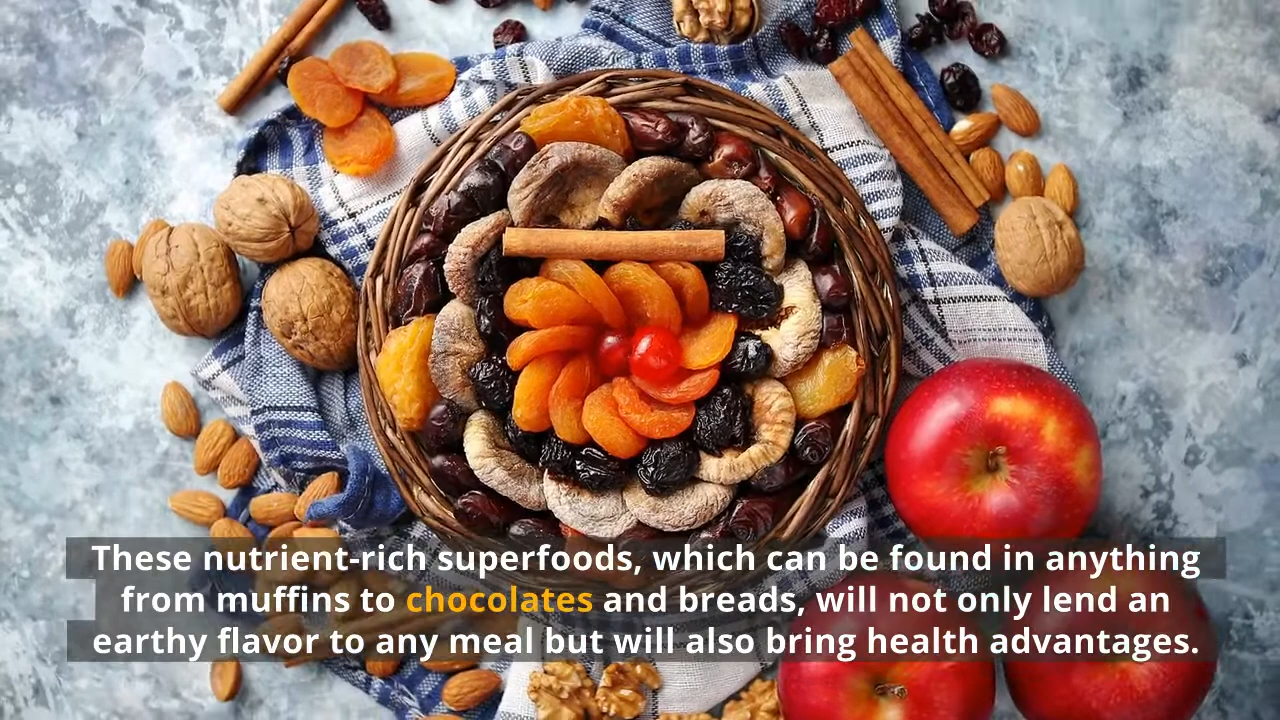 These nutrient-rich superfoods, which can be found in anything
from muffins to chocolates and breads, will not only lend an
earthy flavor to any meal but will also bring health advantages.